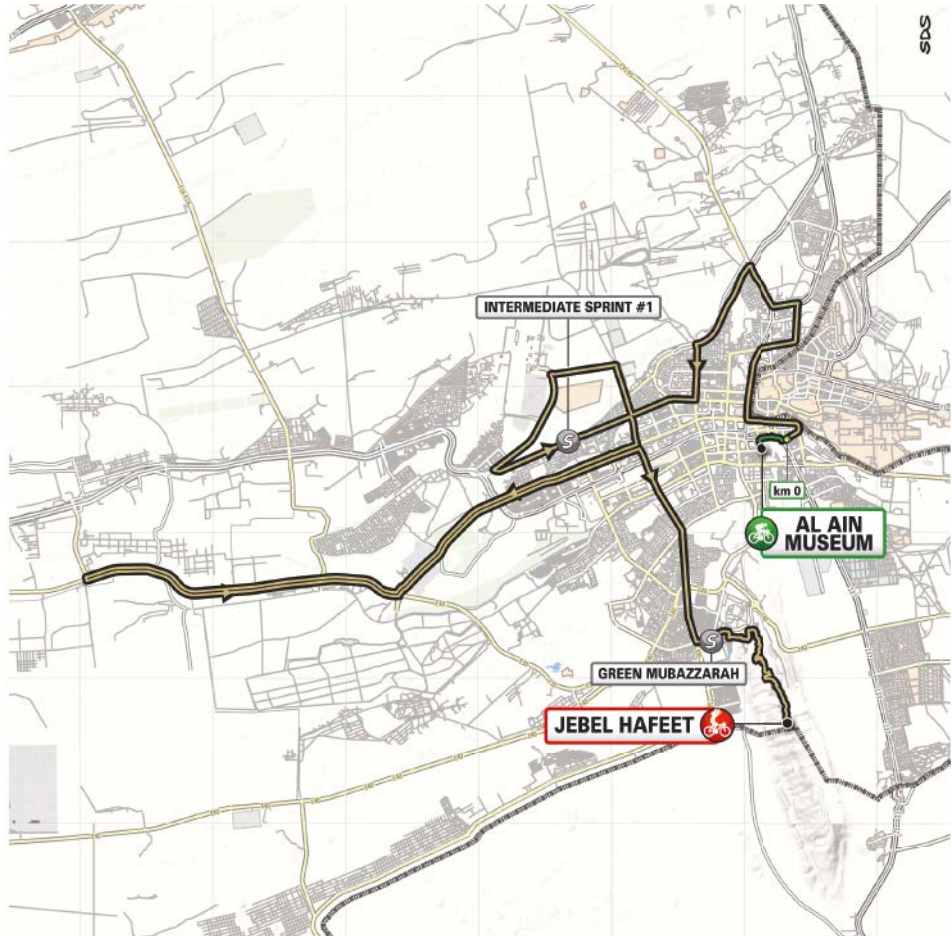 SDS
INTERMEDIATE SPRINT #1
S
km 0
AL AIN
MUSEUM
S
GREEN MUBAZZARAH
JEBEL HAFEET